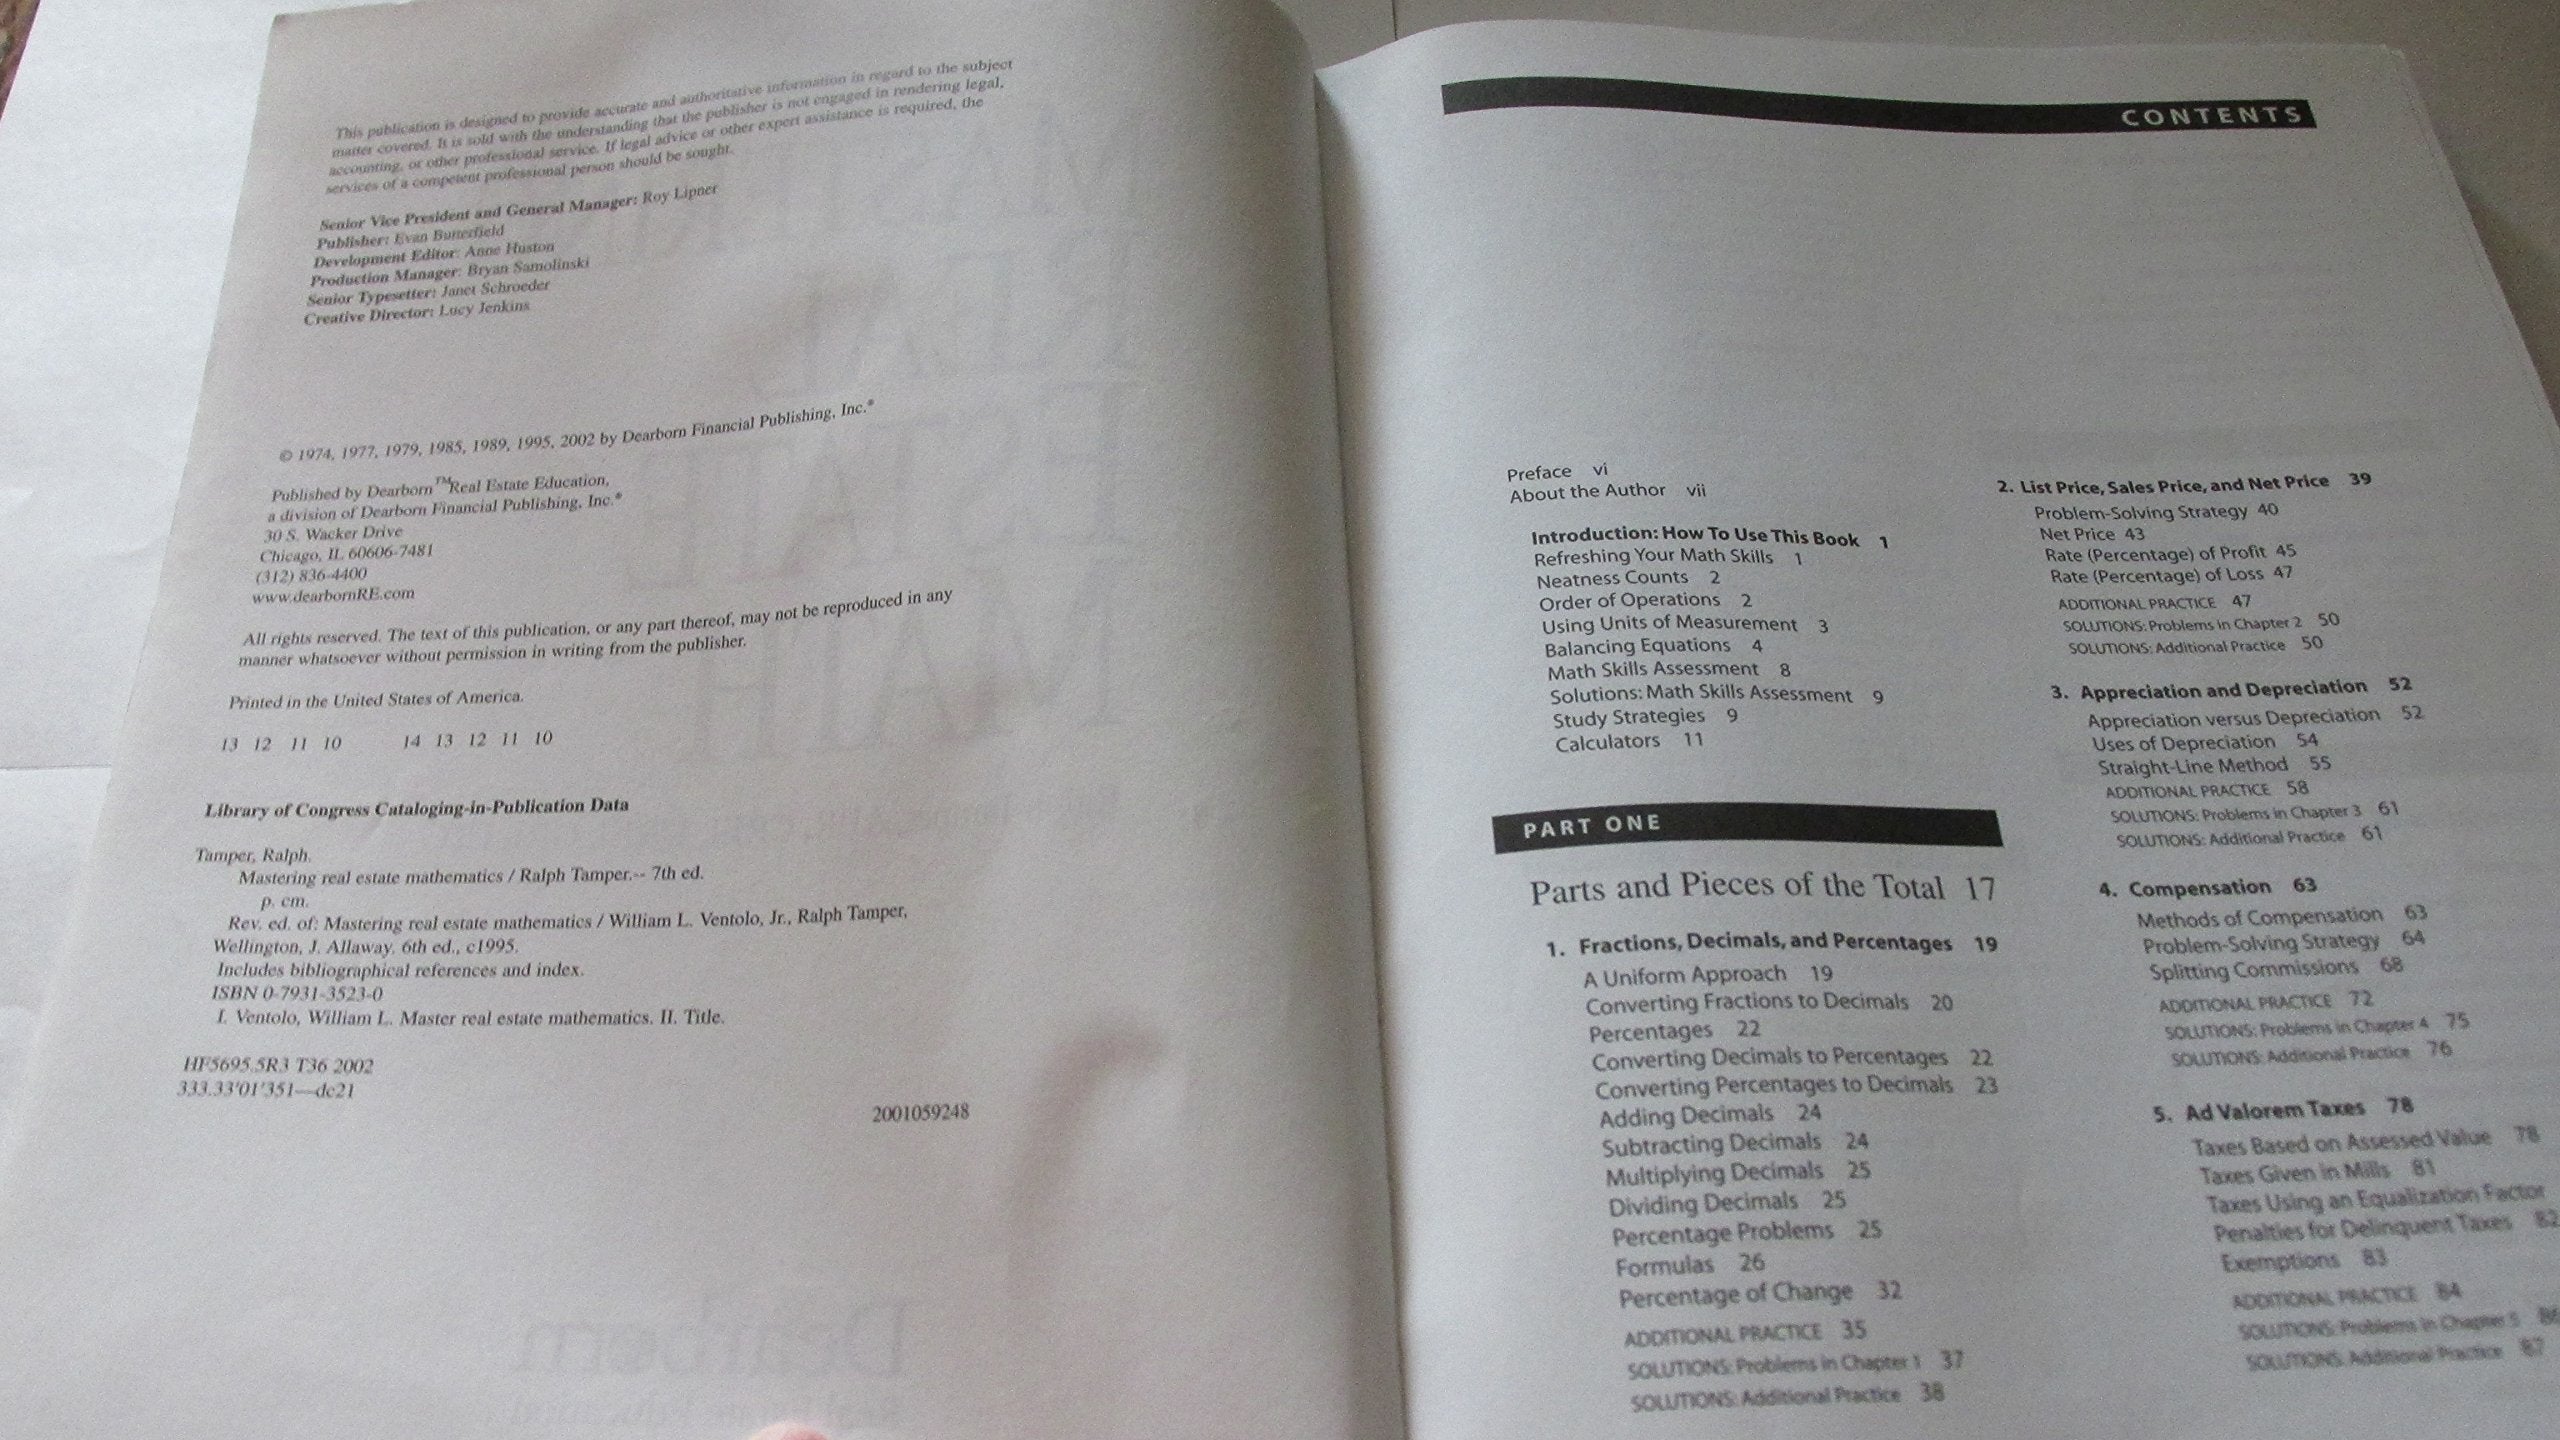 This publication is designed to provide accurate and authoritative information in regard to the subject
matter covered. It is sold with the understanding that the publisher is not engaged in rendering legal,
accounting, or other professional service. If legal advice or other expert assistance is required, the
services of a competent professional person should be sought.
Senior Vice President and General Manager: Roy Lipner
Publisher: Evan Butterfield
Development Editor: Anne Huston
Production Manager: Bryan Samolinski
Senior Typesetter: Janet Schroeder
Creative Director: Lucy Jenkins
© 1974, 1977, 1979, 1985, 1989, 1995, 2002 by Dearborn Financial Publishing, Inc.®
Published by Dearborn™Real Estate Education,
a division of Dearborn Financial Publishing, Inc.®
30 S. Wacker Drive
Chicago, IL 60606-7481
(312) 836-4400
www.dearbornRE.com
All rights reserved. The text of this publication, or any part thereof, may not be reproduced in any
manner whatsoever without permission in writing from the publisher.
Printed in the United States of America.
13 12 11 10 14 13 12 11 10
Library of Congress Cataloging-in-Publication Data
Tamper, Ralph.
Mastering real estate mathematics / Ralph Tamper.-- 7th ed.
p. cm.
Rev. ed. of: Mastering real estate mathematics / William L. Ventolo, Jr., Ralph Tamper,
Wellington, J. Allaway. 6th ed., c1995.
Includes bibliographical references and index.
ISBN 0-7931-3523-0
I. Ventolo, William L. Master real estate mathematics. II. Title.
HF5695.5R3 T36 2002
333.33'01'351—dc21
2001059248
CONTENTS
Preface vi
About the Author vii
Introduction: How To Use This Book 1
Refreshing Your Math Skills 1
Neatness Counts 2
Order of Operations 2
Using Units of Measurement 3
Balancing Equations 4
Math Skills Assessment 8
Solutions: Math Skills Assessment 9
Study Strategies 9
Calculators 11
PART ONE
Parts and Pieces of the Total 17
1. Fractions, Decimals, and Percentages 19
A Uniform Approach 19
Converting Fractions to Decimals 20
Percentages 22
Converting Decimals to Percentages 22
Converting Percentages to Decimals 23
Adding Decimals 24
Subtracting Decimals 24
Multiplying Decimals 25
Dividing Decimals 25
Percentage Problems 25
Formulas 26
Percentage of Change 32
ADDITIONAL PRACTICE 35
SOLUTIONS: Problems in Chapter 1 37
SOLUTIONS: Additional Practice 38
2. List Price, Sales Price, and Net Price 39
Problem-Solving Strategy 40
Net Price 43
Rate (Percentage) of Profit 45
Rate (Percentage) of Loss 47
ADDITIONAL PRACTICE 47
SOLUTIONS: Problems in Chapter 2 50
SOLUTIONS: Additional Practice 50
3. Appreciation and Depreciation 52
Appreciation versus Depreciation 52
Uses of Depreciation 54
Straight-Line Method 55
ADDITIONAL PRACTICE 58
SOLUTIONS: Problems in Chapter 3 61
SOLUTIONS: Additional Practice 61
4. Compensation 63
Methods of Compensation 63
Problem-Solving Strategy 64
Splitting Commissions 68
ADDITIONAL PRACTICE 72
SOLUTIONS: Problems in Chapter 4 75
SOLUTIONS: Additional Practice 76
5. Ad Valorem Taxes 78
Taxes Based on Assessed Value 78
Taxes Given in Mills 81
Taxes Using an Equalization Factor
Penalties for Delinquent Taxes 82
Exemptions 83
ADDITIONAL PRACTICE 84
SOLUTIONS: Problems in Chapter 5 86
SOLUTIONS: Additional Practice 87